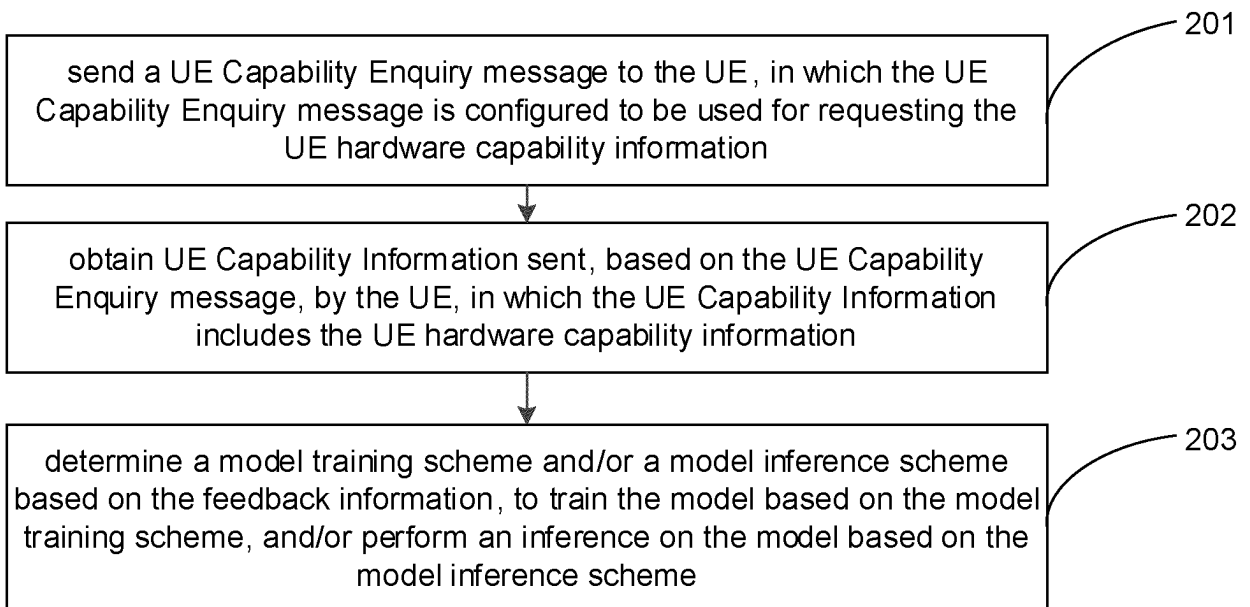 201
send a UE Capability Enquiry message to the UE, in which the UE
Capability Enquiry message is configured to be used for requesting the
UE hardware capability information
202
obtain UE Capability Information sent, based on the UE Capability
Enquiry message, by the UE, in which the UE Capability Information
includes the UE hardware capability information
203
determine a model training scheme and/or a model inference scheme
based on the feedback information, to train the model based on the model
training scheme, and/or perform an inference on the model based on the
model inference scheme